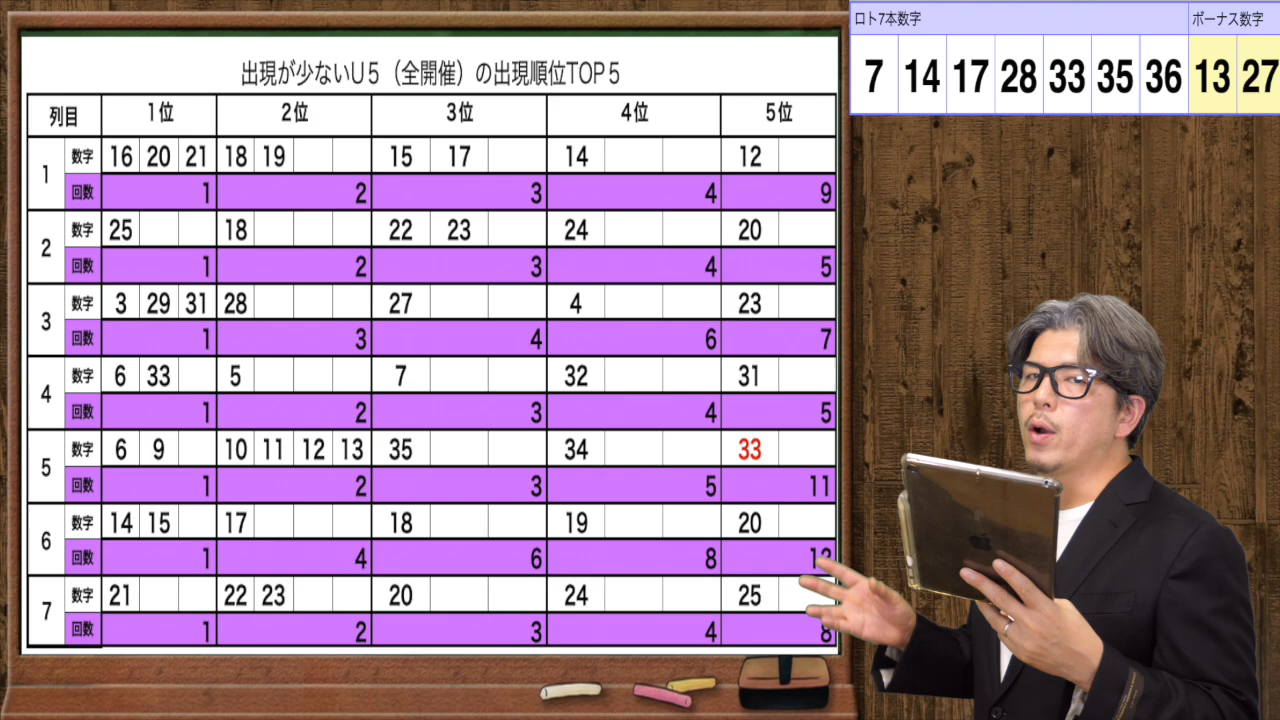 出現が少ないU5（全開催）の出現順位TOP5
列目 1位 2位 3位 4位 5位
1 数字 16 20 21 18 19 15 17 14 12
回数 1 2 3 4 9
2 数字 25 18 22 23 24 20
回数 1 2 3 4 5
3 数字 3 29 31 28 27 4 23
回数 1 3 4 6 7
4 数字 6 33 5 7 32 31
回数 1 2 3 4 5
5 数字 6 9 10 11 12 13 35 34 33
回数 1 2 3 5 11
6 数字 14 15 17 18 19 20
回数 1 4 6 8
7 数字 21 22 23 20 24 25
回数 1 2 3 4 8
ロト7本数字 ボーナス数字
7 14 17 28 33 35 36 13 27